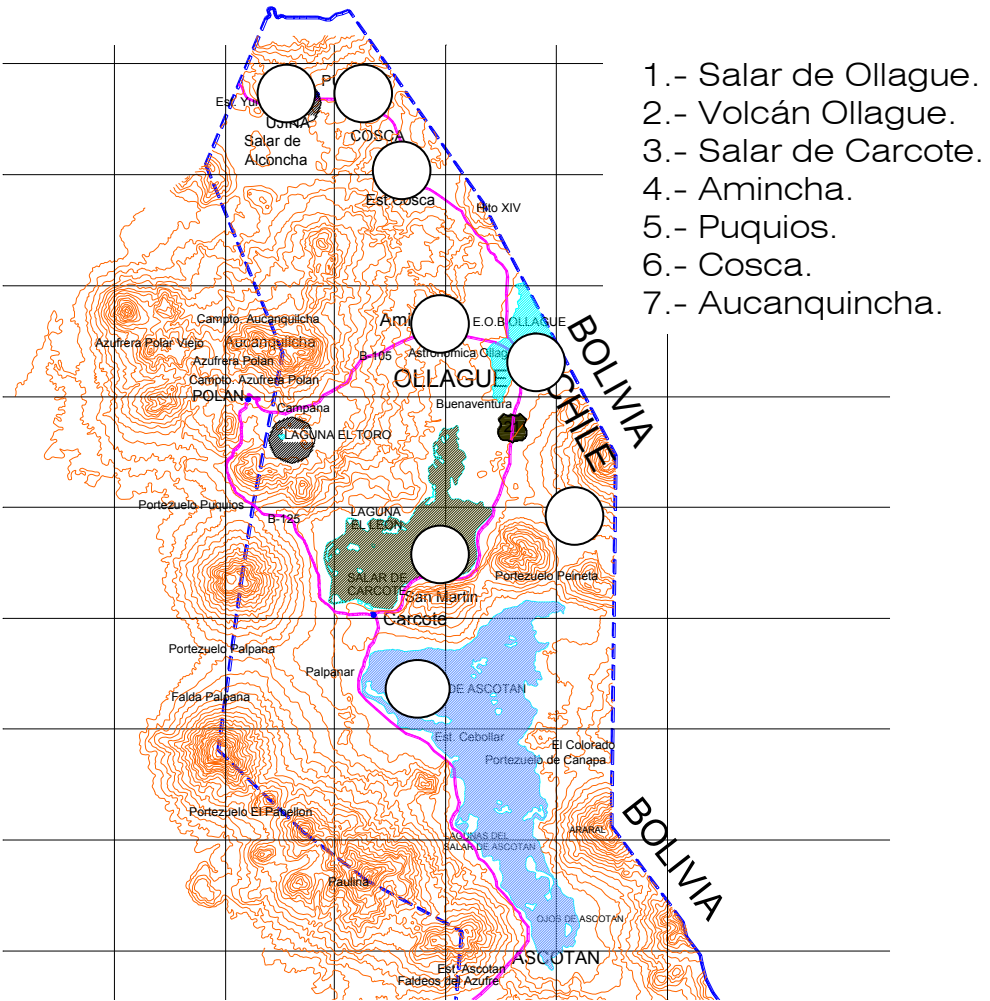 1.- Salar de Ollague.
2.- Volcán Ollague.
3.- Salar de Carcote.
4.- Amincha.
5.- Puquios.
6.- Cosca.
7.- Aucanquincha.
UJINA
Salar de
Alconcha
COSCA
Est. Cosca
Hito XIV
Campto. Aucanquilcha
Azufrera Polar Viejo
Aucanquilcha
Azufrera Polan
Campto. Azufrera Polan
POLAN
Campana
B-105
E.O.B OLLAGUE
OLLAGUE
Buenaventura
BOLIVIA
CHILE
LAGUNA EL TORO
Portezuelo Puquios
B-125
LAGUNA
EL LEON
SALAR DE
CARCOTE
San Martin
Carcote
Portezuelo Peineta
Portezuelo Palpana
Palpanar
Falda Palpana
DE ASCOTAN
Est. Cebollar
El Colorado
Portezuelo de Canapa
Portezuelo El Pabellon
LAGUNAS DEL
SALAR DE ASCOTAN
ARARAL
BOLIVIA
Paulina
OJOS DE ASCOTAN
ASCOTAN
Est. Ascotan
Faldeos del Azufre